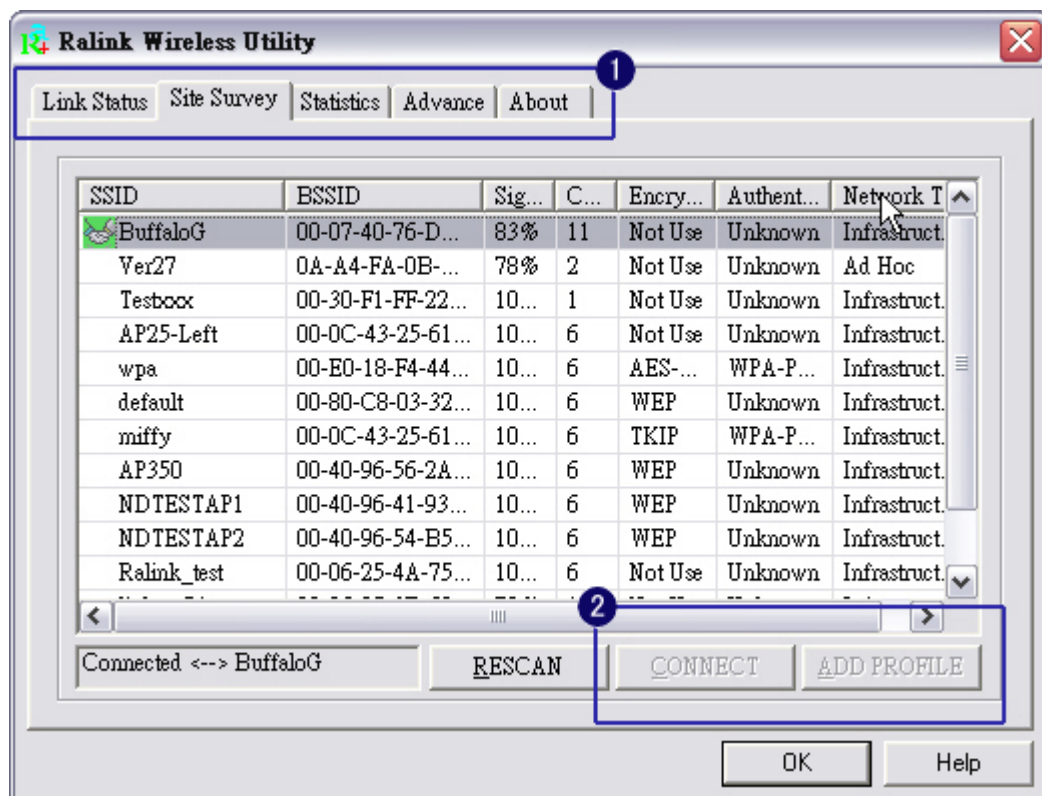 Ralink Wireless Utility
1
Link Status Site Survey Statistics Advance About
SSID BSSID Sig... C... Encry... Authent... Network T
BuffaloG 00-07-40-76-D... 83% 11 Not Use Unknown Infrastruct.
Ver27 0A-A4-FA-0B-... 78% 2 Not Use Unknown Ad Hoc
Testxxx 00-30-F1-FF-22... 10... 1 Not Use Unknown Infrastruct.
AP25-Left 00-0C-43-25-61... 10... 6 Not Use Unknown Infrastruct.
wpa 00-E0-18-F4-44... 10... 6 AES-... WPA-P... Infrastruct.
default 00-80-C8-03-32... 10... 6 WEP Unknown Infrastruct.
miffy 00-0C-43-25-61... 10... 6 TKIP WPA-P... Infrastruct.
AP350 00-40-96-56-2A... 10... 6 WEP Unknown Infrastruct.
NDTESTAP1 00-40-96-41-93... 10... 6 WEP Unknown Infrastruct.
NDTESTAP2 00-40-96-54-B5... 10... 6 WEP Unknown Infrastruct.
Ralink_test 00-06-25-4A-75... 10... 6 Not Use Unknown Infrastruct.
2
Connected <--> BuffaloG RESCAN CONNECT ADD PROFILE
OK Help